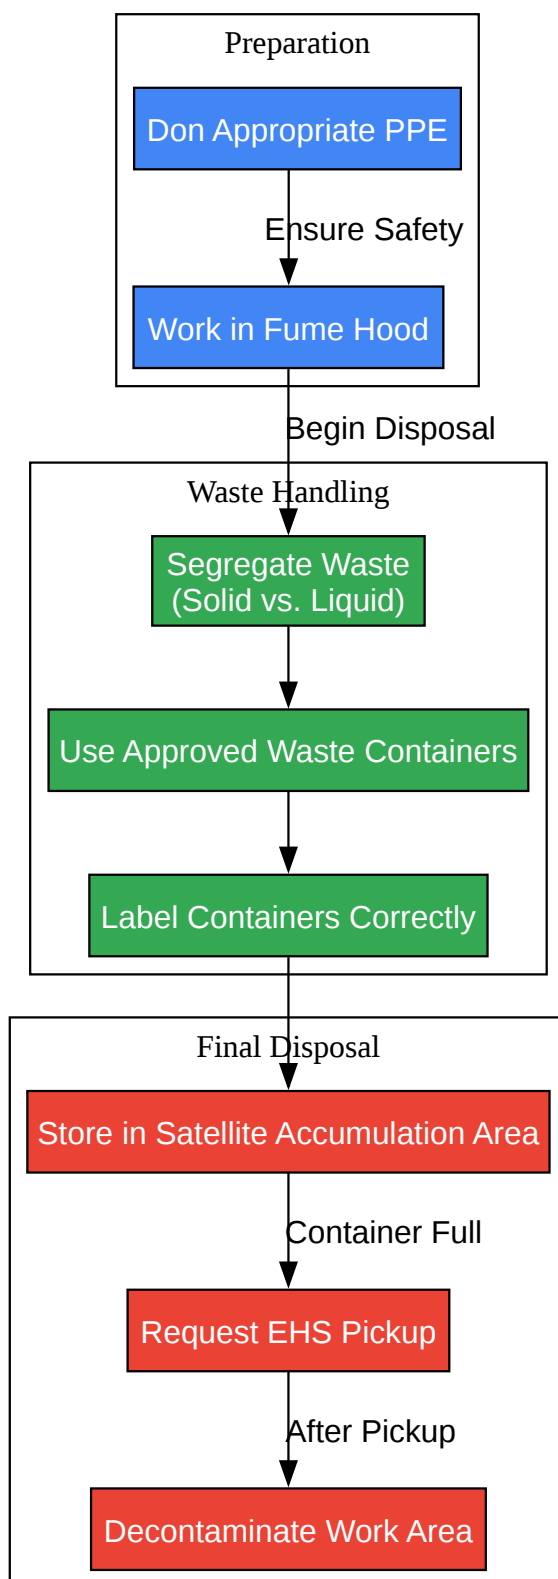 Preparation
Don Appropriate PPE
Ensure Safety
Work in Fume Hood
Begin Disposal
Waste Handling
Segregate Waste
(Solid vs. Liquid)
Use Approved Waste Containers
Label Containers Correctly
Final Disposal
Store in Satellite Accumulation Area
Container Full
Request EHS Pickup
After Pickup
Decontaminate Work Area